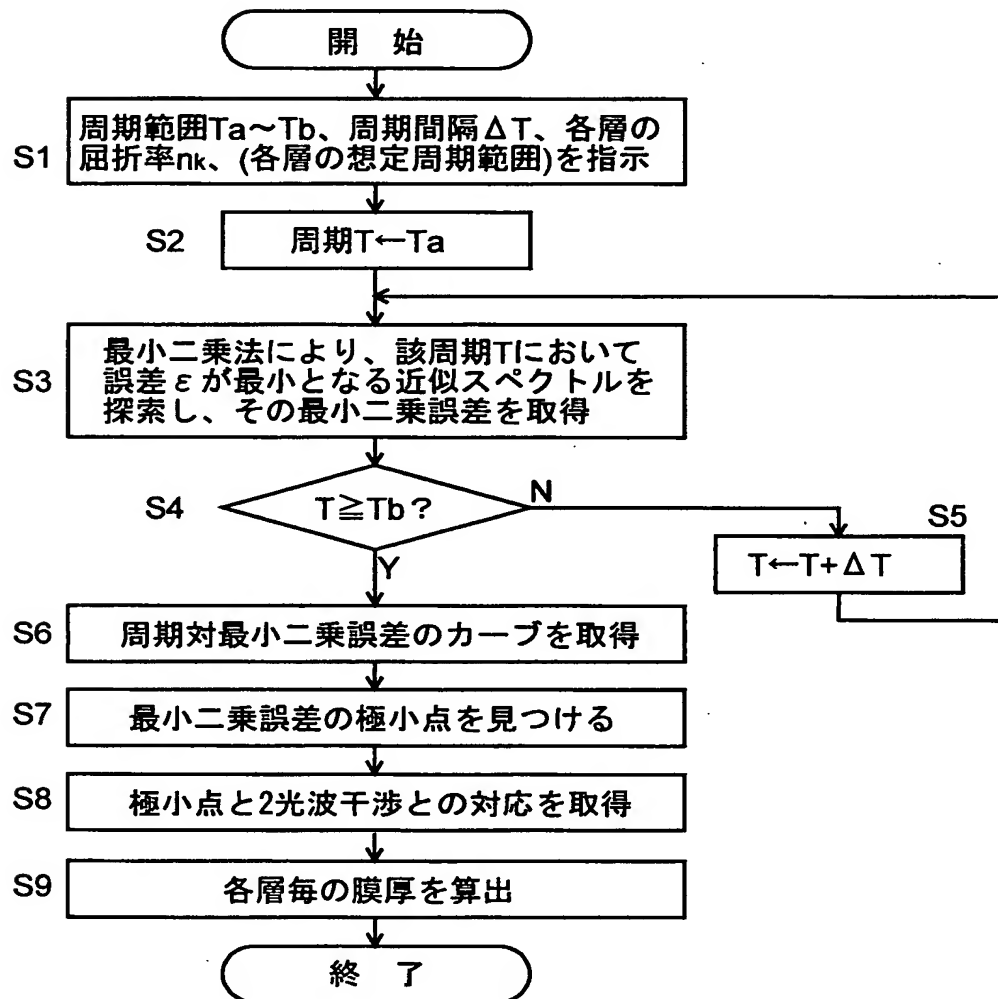 開 始
S1
周期範囲Ta~Tb、周期間隔ΔT、各層の
屈折率nk、(各層の想定周期範囲)を指示
S2
周期T←Ta
S3
最小二乗法により、該周期Tにおいて
誤差εが最小となる近似スペクトルを
探索し、その最小二乗誤差を取得
S4
T≧Tb?
N
Y
S5
T←T+ΔT
S6
周期対最小二乗誤差のカーブを取得
S7
最小二乗誤差の極小点を見つける
S8
極小点と2光波干渉との対応を取得
S9
各層毎の膜厚を算出
終 了